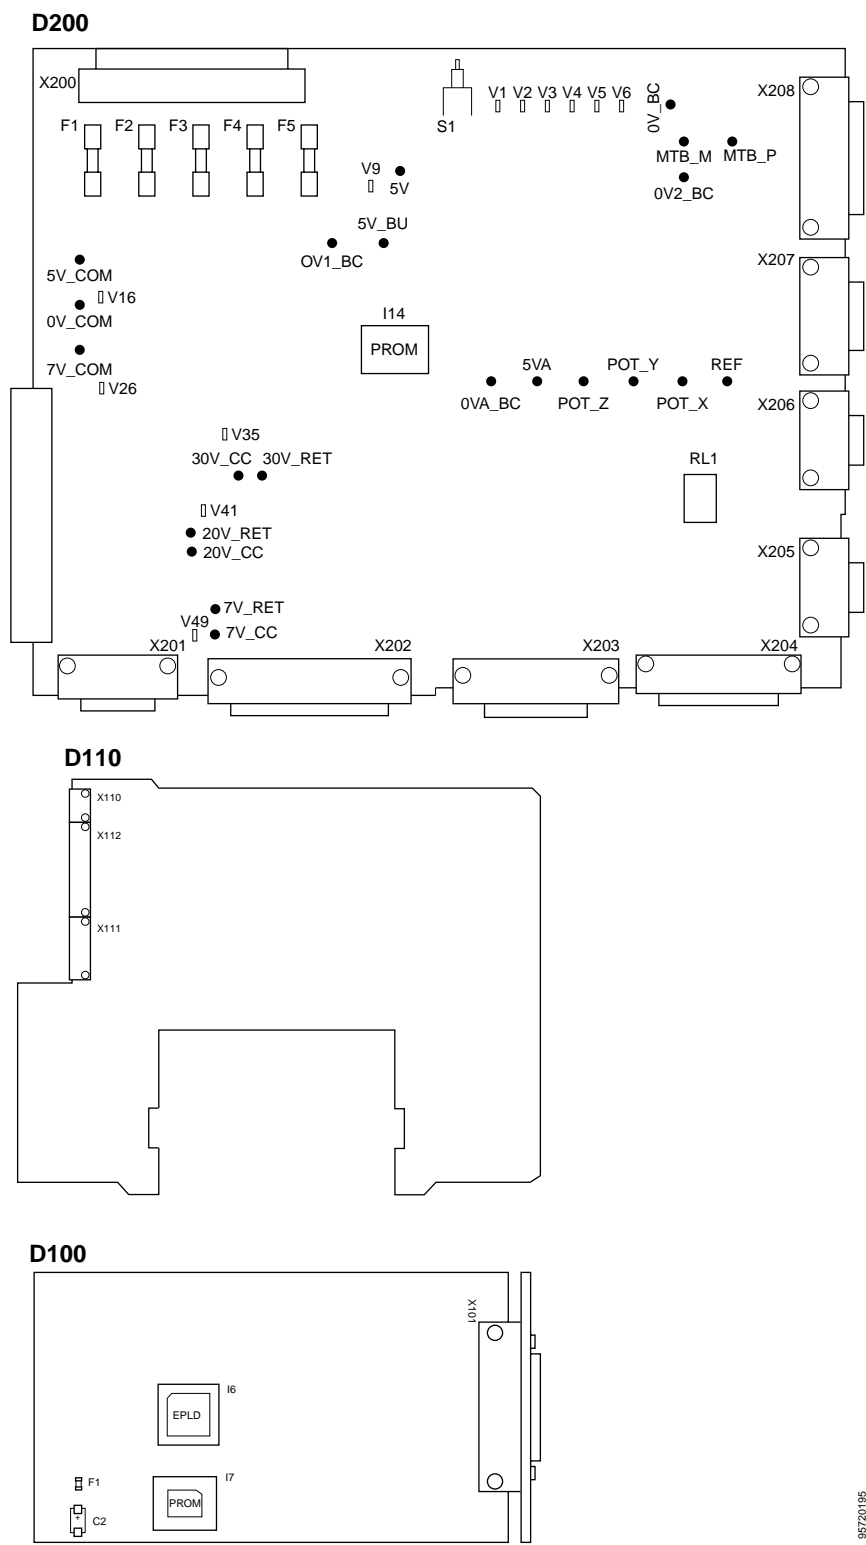 D200
X200
F1 F2 F3 F4 F5
S1
V1 V2 V3 V4 V5 V6
0V_BC
X208
MTB_M MTB_P
0V2_BC
V9
5V
5V_BU
OV1_BC
5V_COM
V16
0V_COM
7V_COM
V26
X207
I14
PROM
5VA POT_Y REF
0VA_BC POT_Z POT_X
X206
V35
30V_CC 30V_RET
RL1
V41
20V_RET
20V_CC
X205
7V_RET
V49
7V_CC
X201 X202 X203 X204
D110
X110
X112
X111
D100
X101
I6
EPLD
I7
PROM
F1
+
C2
95720195